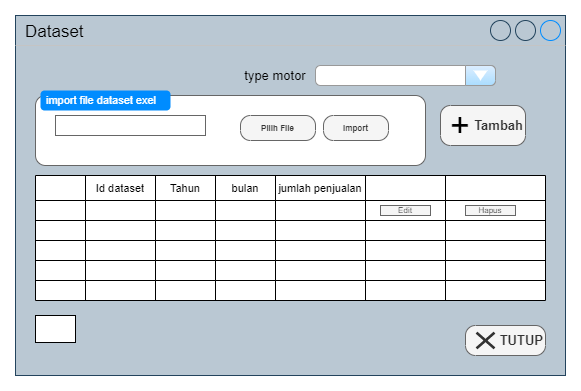 Dataset
type motor
import file dataset exel
Pilih File
Import
Tambah
Id dataset
Tahun
bulan
jumlah penjualan
Edit
Hapus
TUTUP